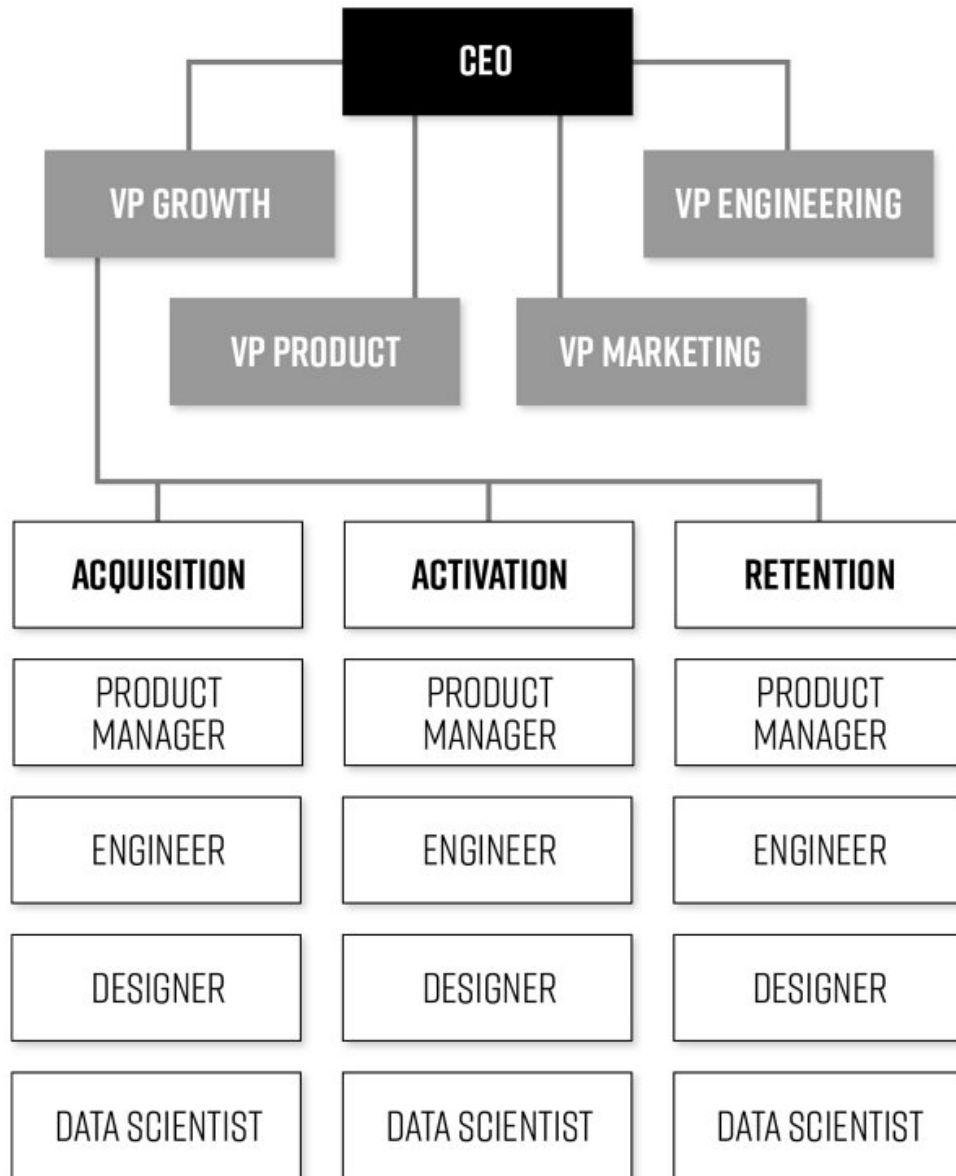 CEO
VP GROWTH
VP ENGINEERING
VP PRODUCT
VP MARKETING
ACQUISITION
ACTIVATION
RETENTION
PRODUCT
MANAGER
PRODUCT
MANAGER
PRODUCT
MANAGER
ENGINEER
ENGINEER
ENGINEER
DESIGNER
DESIGNER
DESIGNER
DATA SCIENTIST
DATA SCIENTIST
DATA SCIENTIST